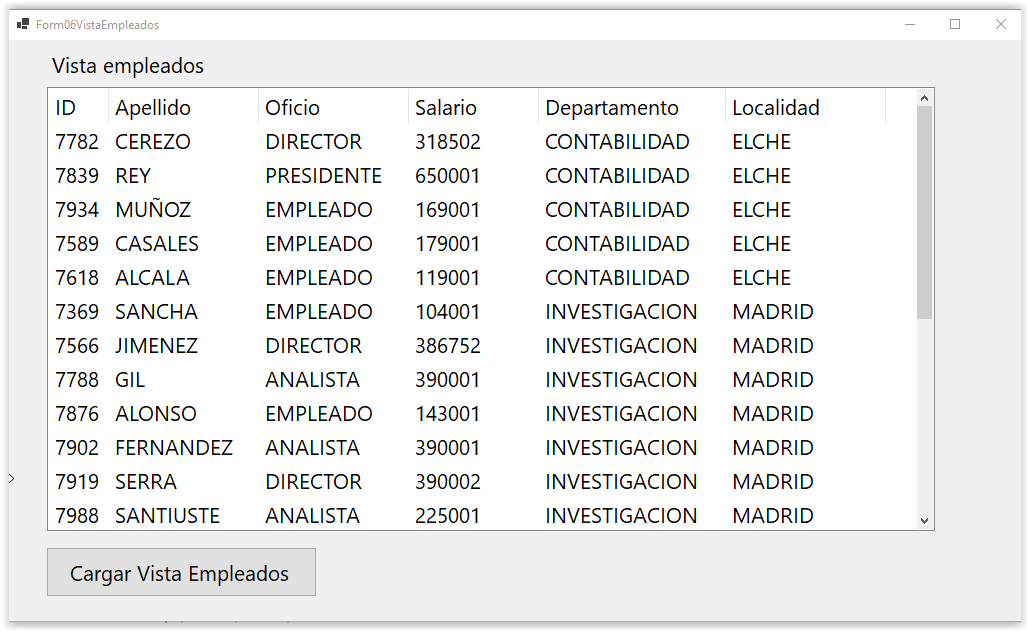 Form06VistaEmpleados
Vista empleados
ID Apellido Oficio Salario Departamento Localidad
7782 CEREZO DIRECTOR 318502 CONTABILIDAD ELCHE
7839 REY PRESIDENTE 650001 CONTABILIDAD ELCHE
7934 MUÑOZ EMPLEADO 169001 CONTABILIDAD ELCHE
7589 CASALES EMPLEADO 179001 CONTABILIDAD ELCHE
7618 ALCALA EMPLEADO 119001 CONTABILIDAD ELCHE
7369 SANCHA EMPLEADO 104001 INVESTIGACION MADRID
7566 JIMENEZ DIRECTOR 386752 INVESTIGACION MADRID
7788 GIL ANALISTA 390001 INVESTIGACION MADRID
7876 ALONSO EMPLEADO 143001 INVESTIGACION MADRID
7902 FERNANDEZ ANALISTA 390001 INVESTIGACION MADRID
7919 SERRA DIRECTOR 390002 INVESTIGACION MADRID
7988 SANTIUSTE ANALISTA 225001 INVESTIGACION MADRID
Cargar Vista Empleados